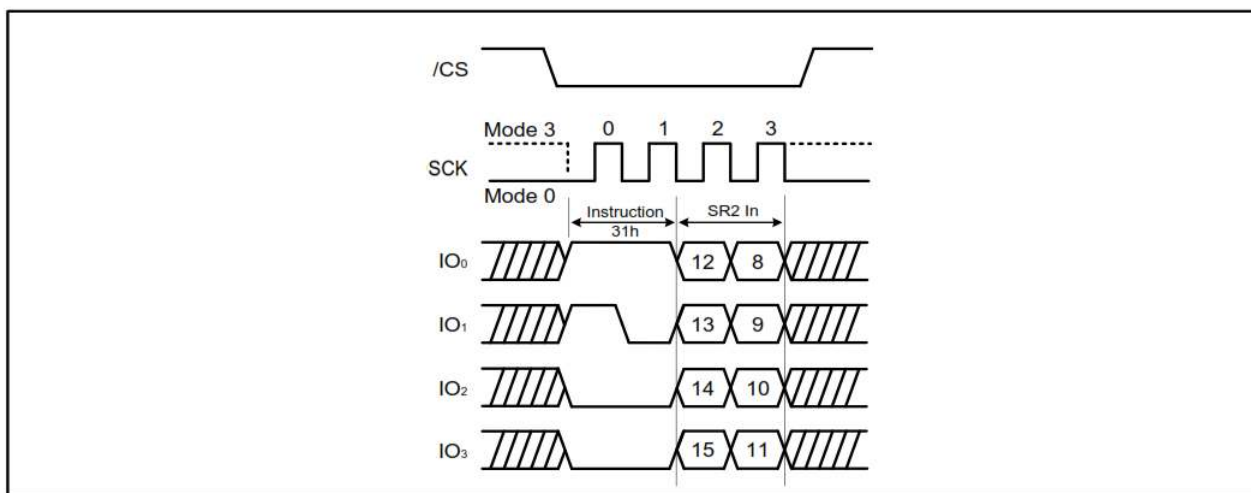 /CS
Mode 3 0 1 2 3
SCK
Mode 0
Instruction SR2 In
31h
IO₀ 12 8
IO₁ 13 9
IO₂ 14 10
IO₃ 15 11